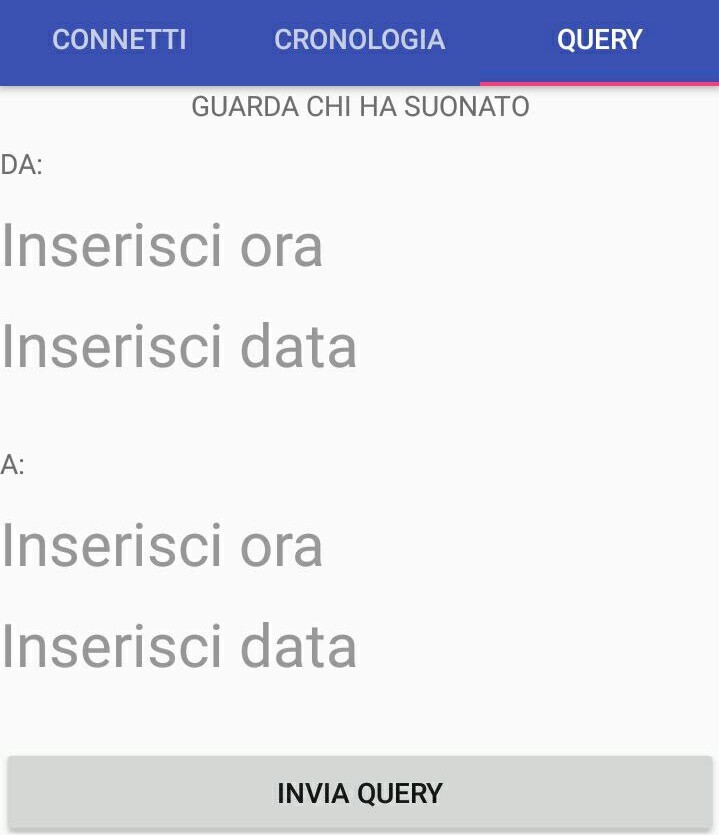 CONNETTI CRONOLOGIA QUERY
GUARDA CHI HA SUONATO
DA:
Inserisci ora
Inserisci data
A:
Inserisci ora
Inserisci data
INVIA QUERY